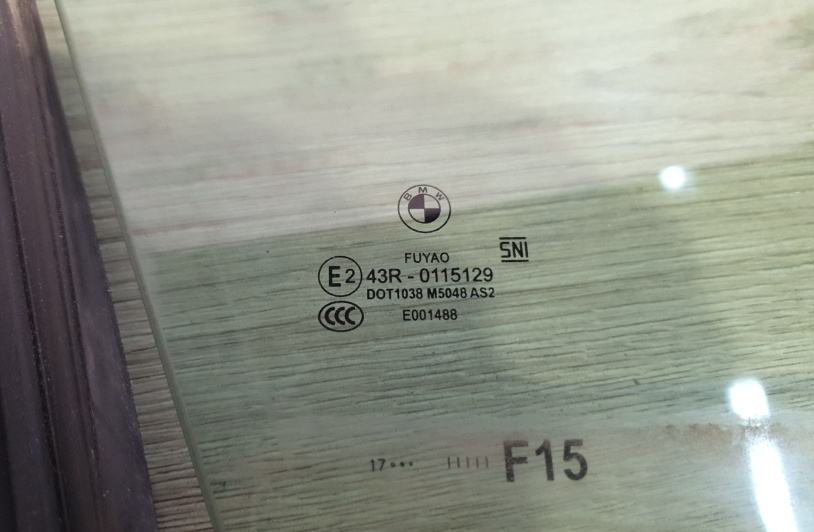 BMW
SNI
FUYAO
E2 43R - 0115129
DOT1038 M5048 AS2
CCC E001488
17••• ||||| F15